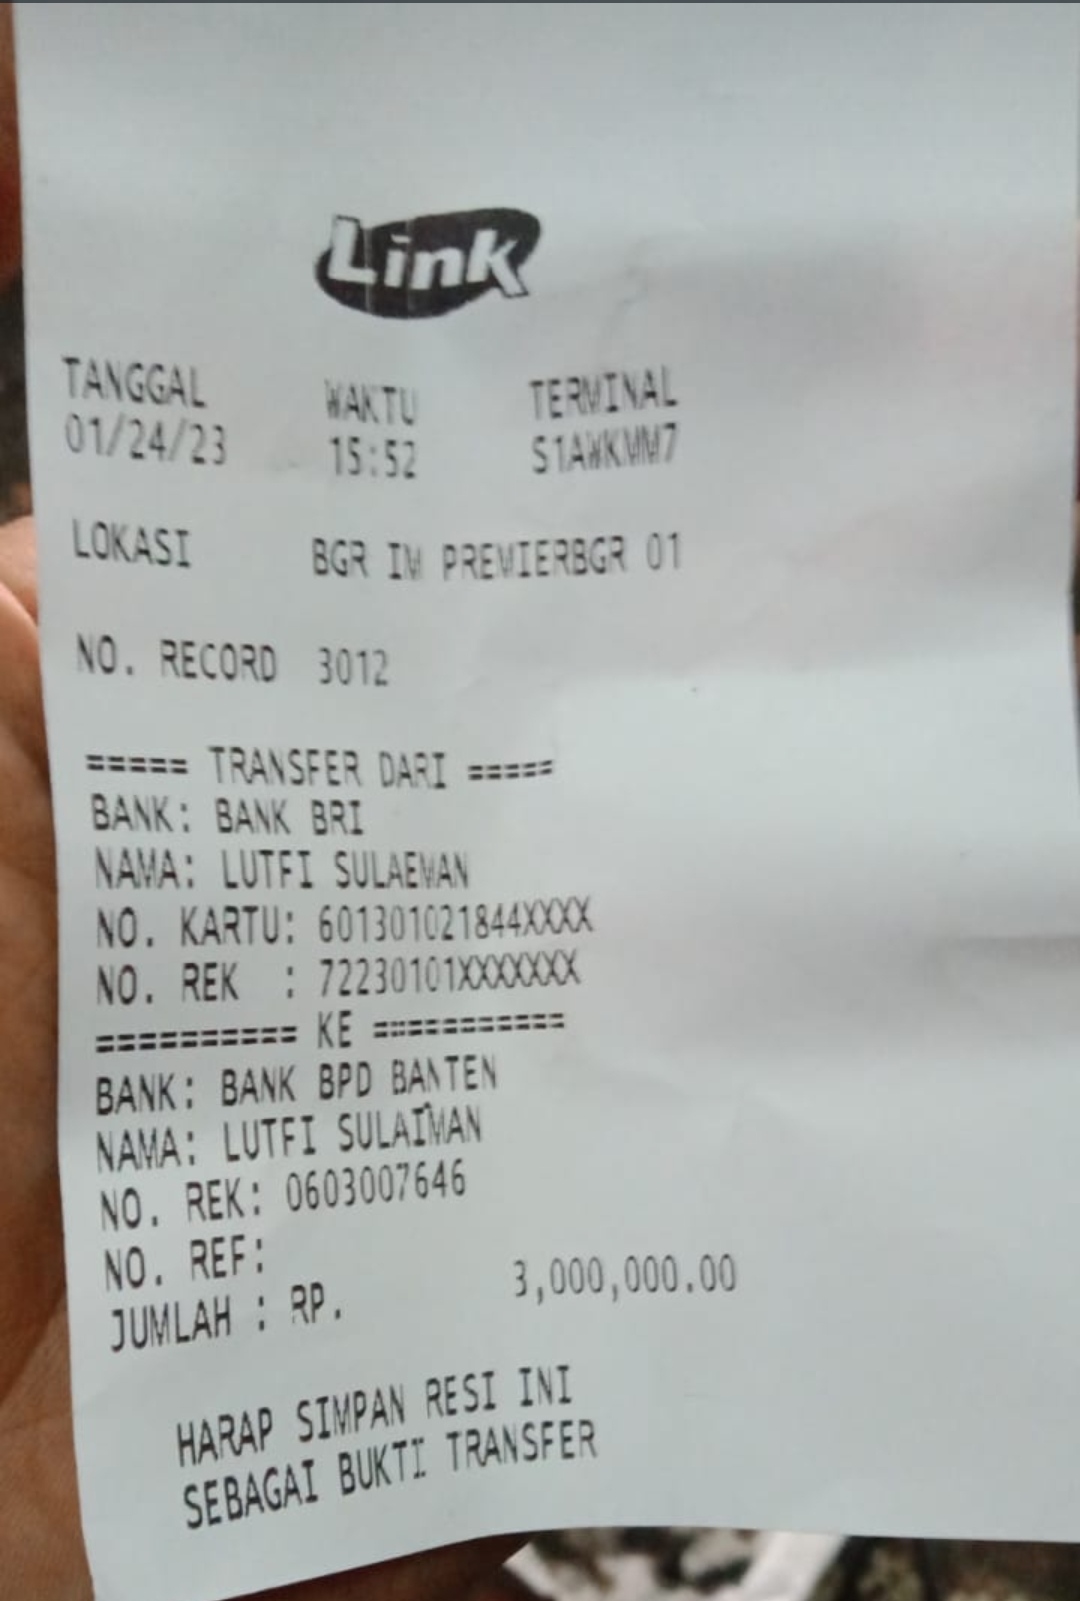 Link
TANGGAL WAKTU TERMINAL
01/24/23 15:52 S1AWKMM7
LOKASI BGR IM PREMIERBGR 01
NO. RECORD 3012
===== TRANSFER DARI =====
BANK: BANK BRI
NAMA: LUTFI SULAEMAN
NO. KARTU: 601301021844XXXX
NO. REK : 72230101XXXXXXX
========== KE ===========
BANK: BANK BPD BANTEN
NAMA: LUTFI SULAIMAN
NO. REK: 0603007646
NO. REF:
JUMLAH : RP. 3,000,000.00
HARAP SIMPAN RESI INI
SEBAGAI BUKTI TRANSFER